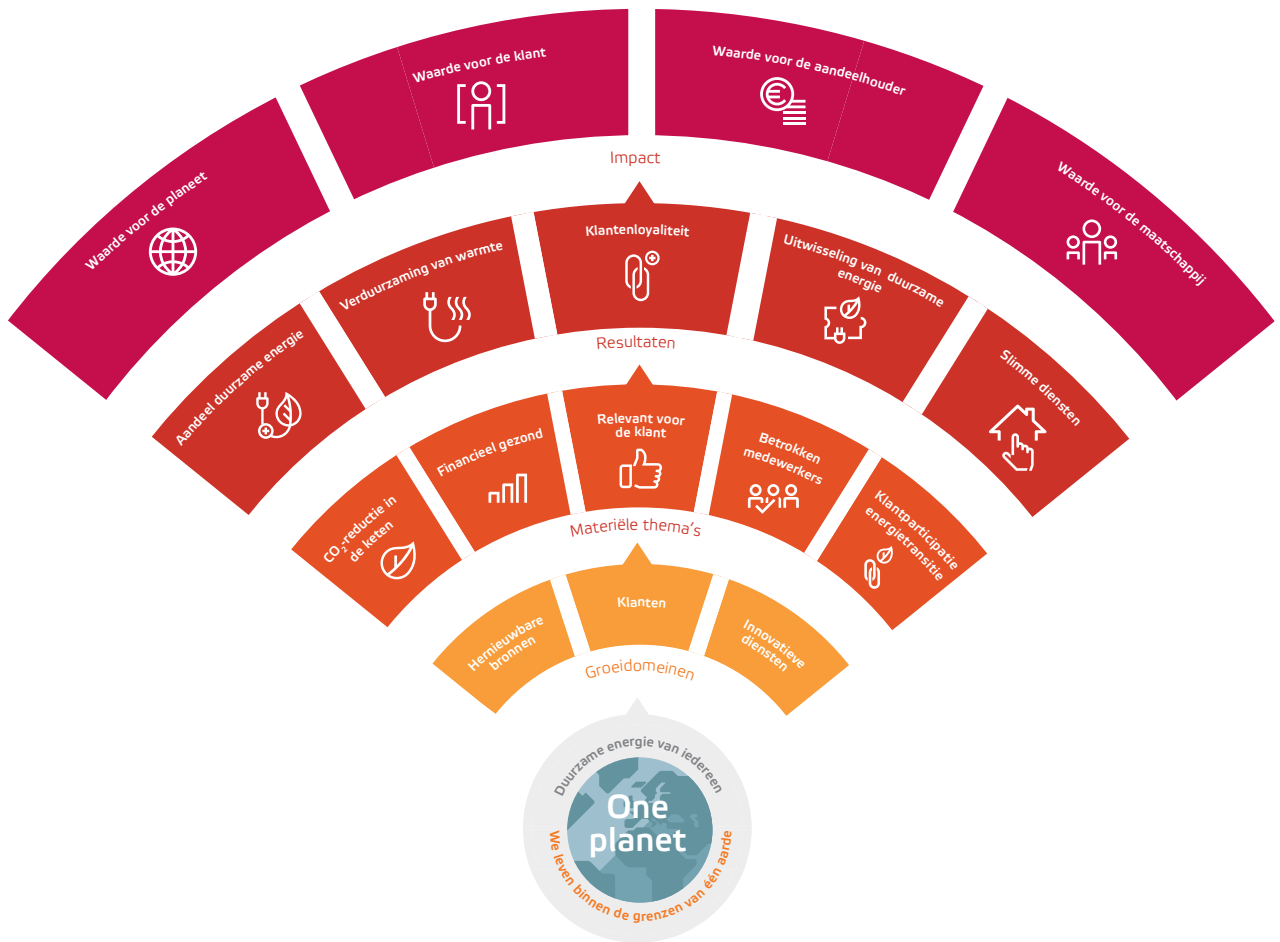 Waarde voor de planeet
Waarde voor de klant
Waarde voor de aandeelhouder
Waarde voor de maatschappij
Impact
Aandeel duurzame energie
Verduurzaming van warmte
Klantenloyaliteit
Uitwisseling van duurzame
energie
Slimme diensten
Resultaten
CO₂-reductie in
de keten
Financieel gezond
Relevant voor
de klant
Betrokken
medewerkers
Klantparticipatie
energietransitie
Materiële thema's
Hernieuwbare
bronnen
Klanten
Innovatieve
diensten
Groeidomeinen
Duurzame energie van iedereen
One
planet
We leven binnen de grenzen van één aarde